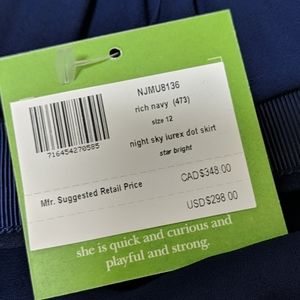 NJMU8136
rich navy (473)
size 12
716454270585
night sky lurex dot skirt
star bright
Mfr. Suggested Retail Price
CAD$348.00
USD$298.00
she is quick and curious and
playful and strong.